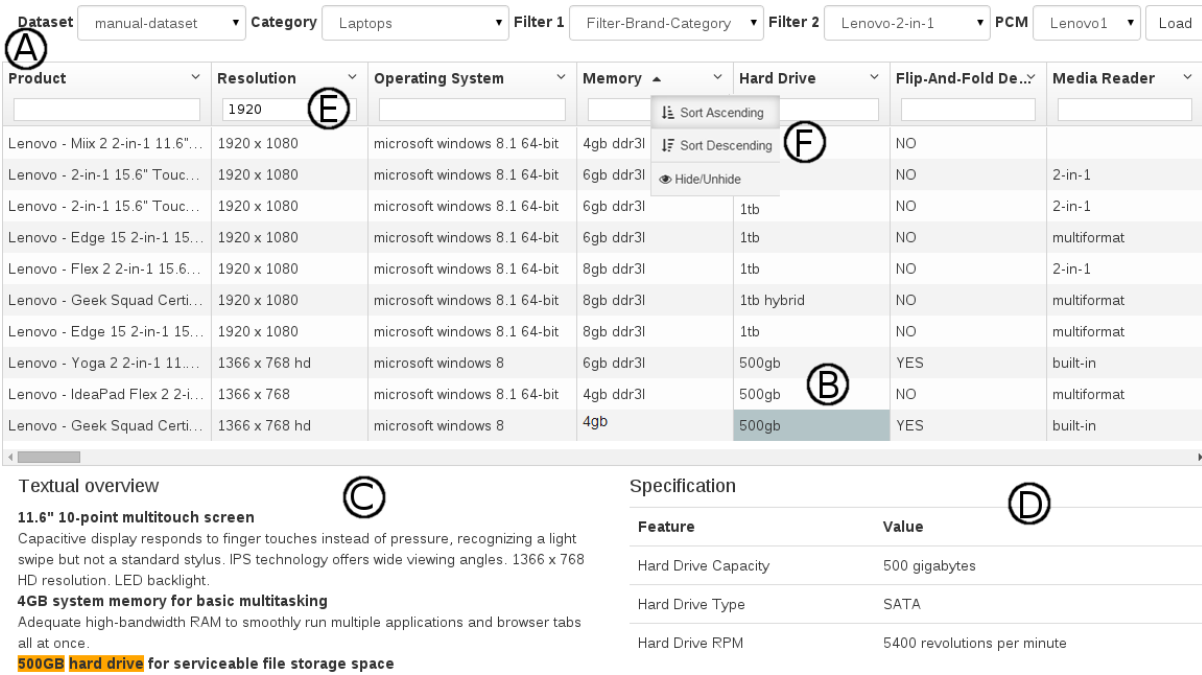 Dataset manual-dataset Category Laptops Filter 1 Filter-Brand-Category Filter 2 Lenovo-2-in-1 PCM Lenovo1 Load
A
Product Resolution Operating System Memory Hard Drive Flip-And-Fold De... Media Reader
1920 E
Sort Ascending
Sort Descending F
Hide/Unhide
Lenovo - Miix 2 2-in-1 11.6"... 1920 x 1080 microsoft windows 8.1 64-bit 4gb ddr3l NO
Lenovo - 2-in-1 15.6" Touc... 1920 x 1080 microsoft windows 8.1 64-bit 6gb ddr3l NO 2-in-1
Lenovo - 2-in-1 15.6" Touc... 1920 x 1080 microsoft windows 8.1 64-bit 6gb ddr3l 1tb NO 2-in-1
Lenovo - Edge 15 2-in-1 15... 1920 x 1080 microsoft windows 8.1 64-bit 6gb ddr3l 1tb NO multiformat
Lenovo - Flex 2 2-in-1 15.6... 1920 x 1080 microsoft windows 8.1 64-bit 8gb ddr3l 1tb NO 2-in-1
Lenovo - Geek Squad Certi... 1920 x 1080 microsoft windows 8.1 64-bit 8gb ddr3l 1tb hybrid NO multiformat
Lenovo - Edge 15 2-in-1 15... 1920 x 1080 microsoft windows 8.1 64-bit 8gb ddr3l 1tb NO multiformat
Lenovo - Yoga 2 2-in-1 11.... 1366 x 768 hd microsoft windows 8 6gb ddr3l 500gb YES built-in
Lenovo - IdeaPad Flex 2 2-i... 1366 x 768 microsoft windows 8.1 64-bit 4gb ddr3l 500gb B NO multiformat
Lenovo - Geek Squad Certi... 1366 x 768 hd microsoft windows 8 4gb 500gb YES built-in
Textual overview C
11.6" 10-point multitouch screen
Capacitive display responds to finger touches instead of pressure, recognizing a light
swipe but not a standard stylus. IPS technology offers wide viewing angles. 1366 x 768
HD resolution. LED backlight.
4GB system memory for basic multitasking
Adequate high-bandwidth RAM to smoothly run multiple applications and browser tabs
all at once.
500GB hard drive for serviceable file storage space
Specification D
Feature Value
Hard Drive Capacity 500 gigabytes
Hard Drive Type SATA
Hard Drive RPM 5400 revolutions per minute